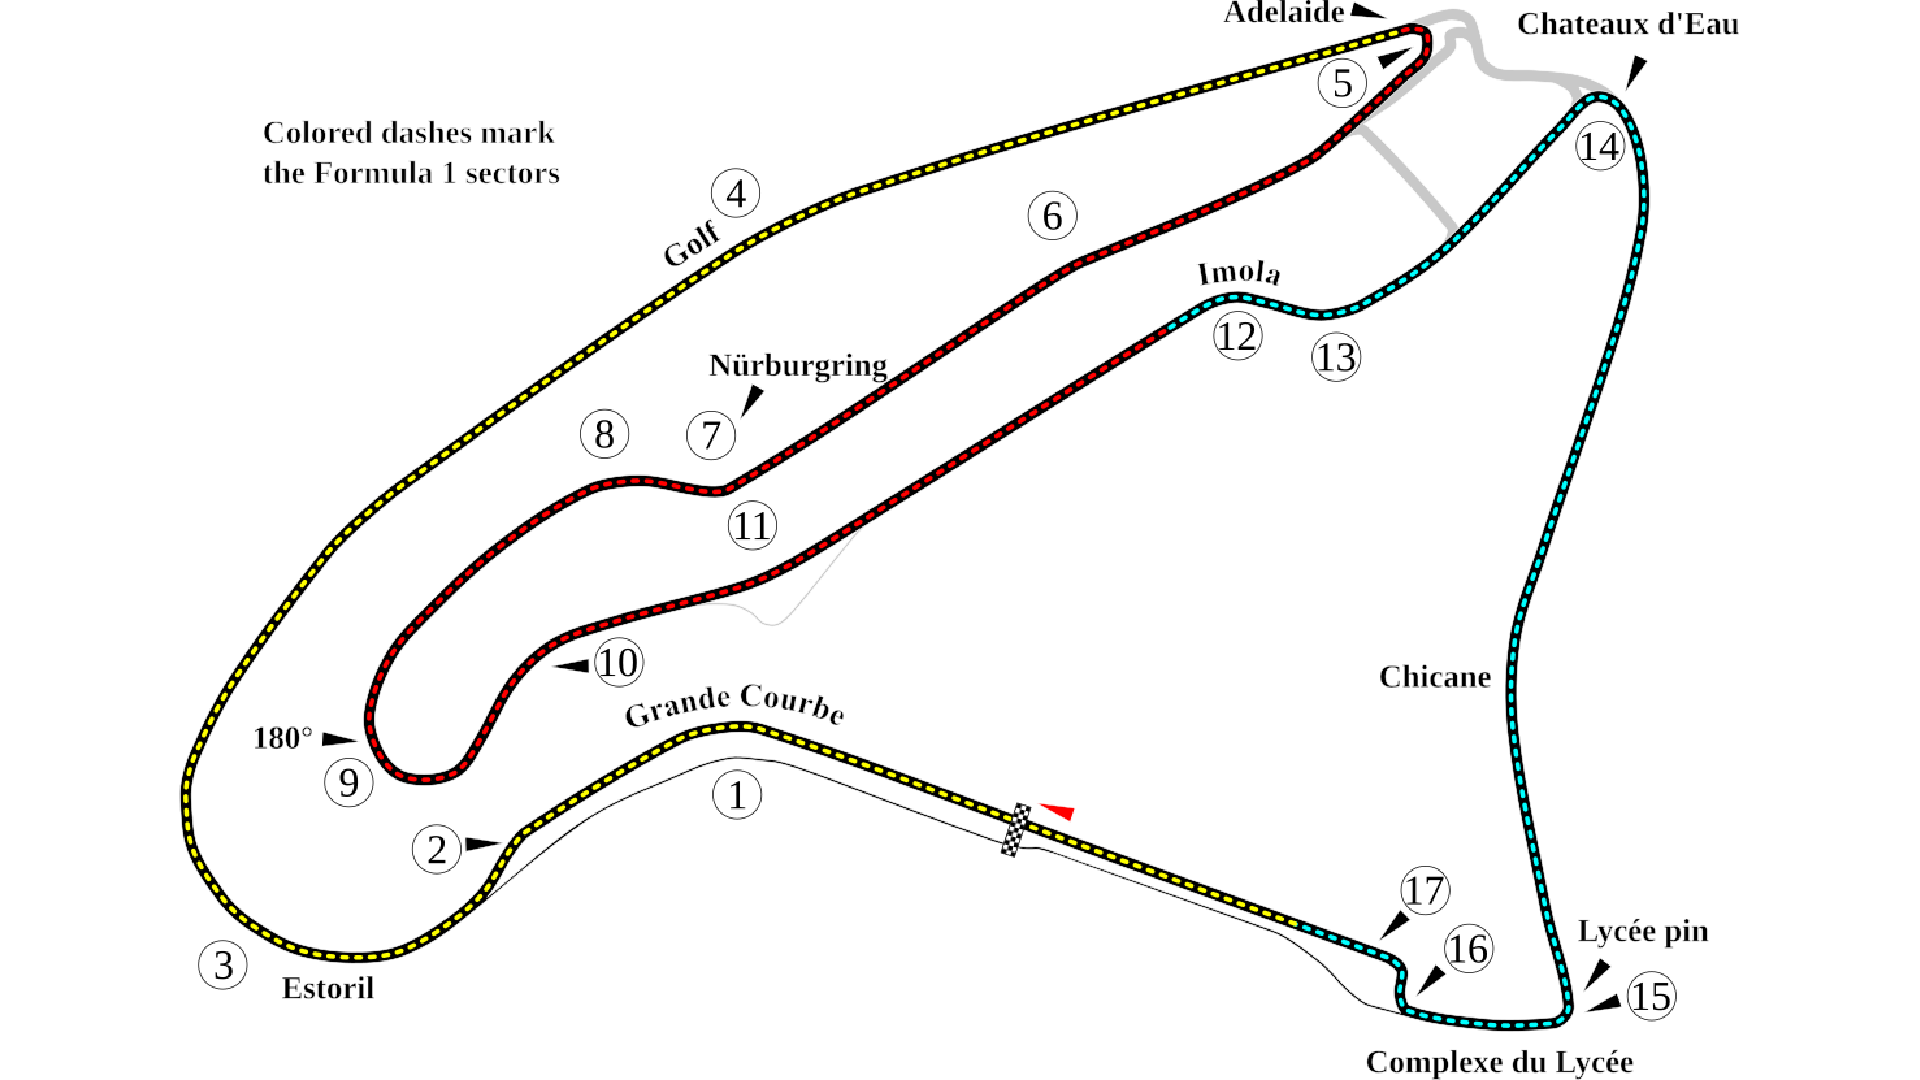 Adelaide
Chateaux d'Eau
5
Colored dashes mark
the Formula 1 sectors
14
4
6
Golf
Imola
12
13
Nürburgring
8
7
11
10
Chicane
Grande Courbe
180°
9
1
2
17
Lycée pin
16
3
Estoril
15
Complexe du Lycée